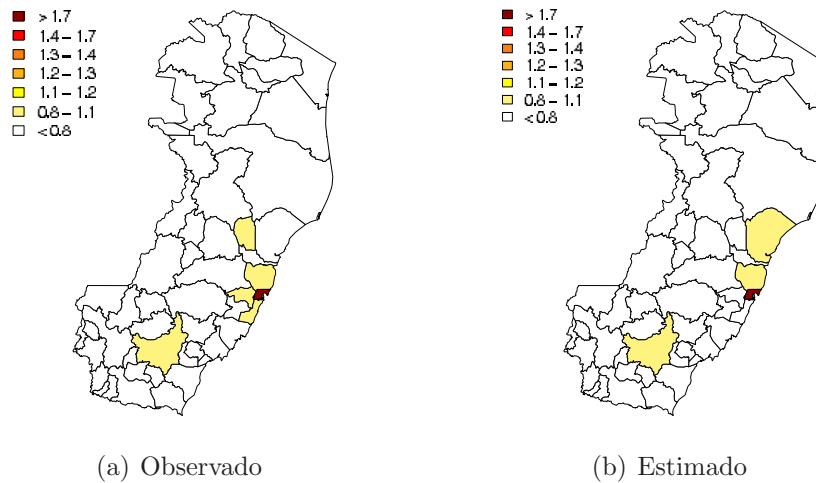 > 1.7
1.4 – 1.7
1.3 – 1.4
1.2 – 1.3
1.1 – 1.2
0.8 – 1.1
< 0.8
> 1.7
1.4 – 1.7
1.3 – 1.4
1.2 – 1.3
1.1 – 1.2
0.8 – 1.1
< 0.8
(a) Observado
(b) Estimado